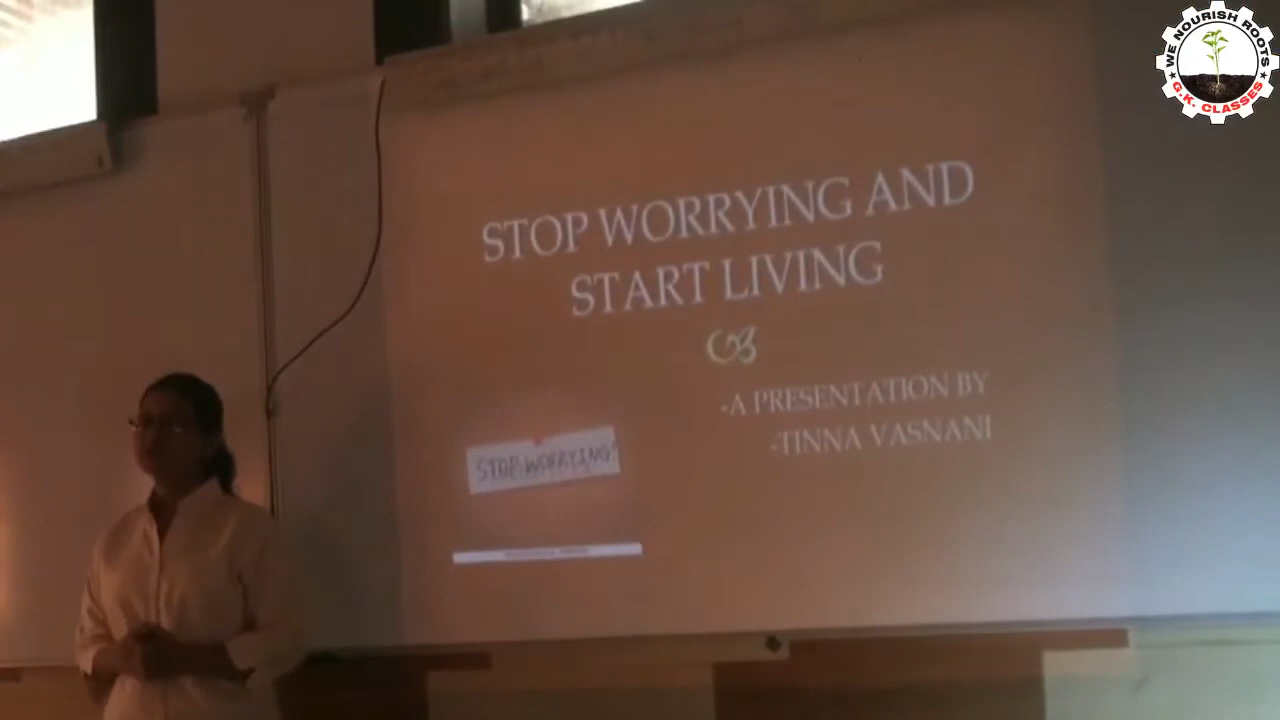 WE NOURISH ROOTS
G.K. CLASSES
STOP WORRYING AND
START LIVING
-A PRESENTATION BY
-TINNA VASNANI
STOP WORRYING!